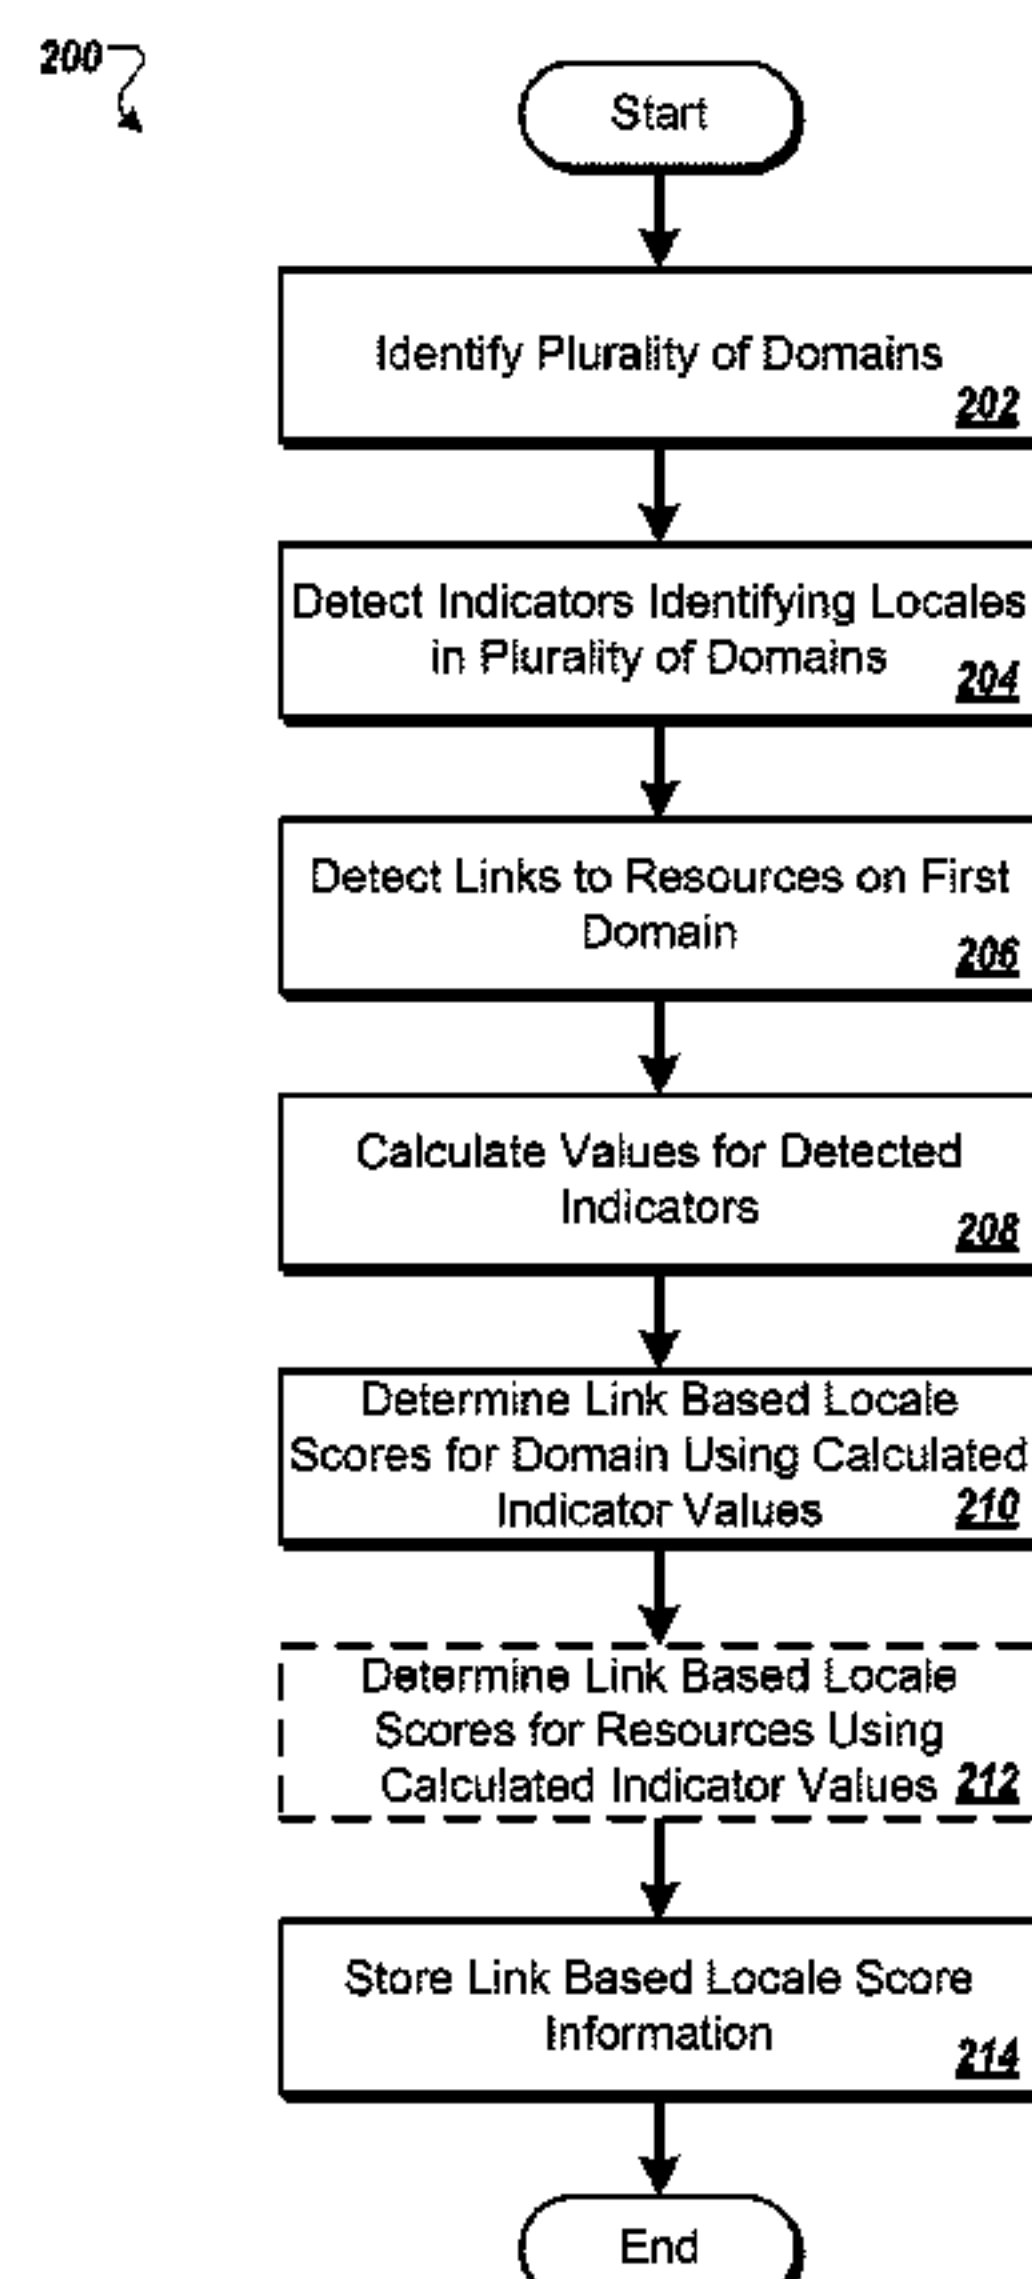 200
Start
Identify Plurality of Domains
202
Detect Indicators Identifying Locales
in Plurality of Domains
204
Detect Links to Resources on First
Domain
206
Calculate Values for Detected
Indicators
208
Determine Link Based Locale
Scores for Domain Using Calculated
Indicator Values
210
Determine Link Based Locale
Scores for Resources Using
Calculated Indicator Values
212
Store Link Based Locale Score
Information
214
End